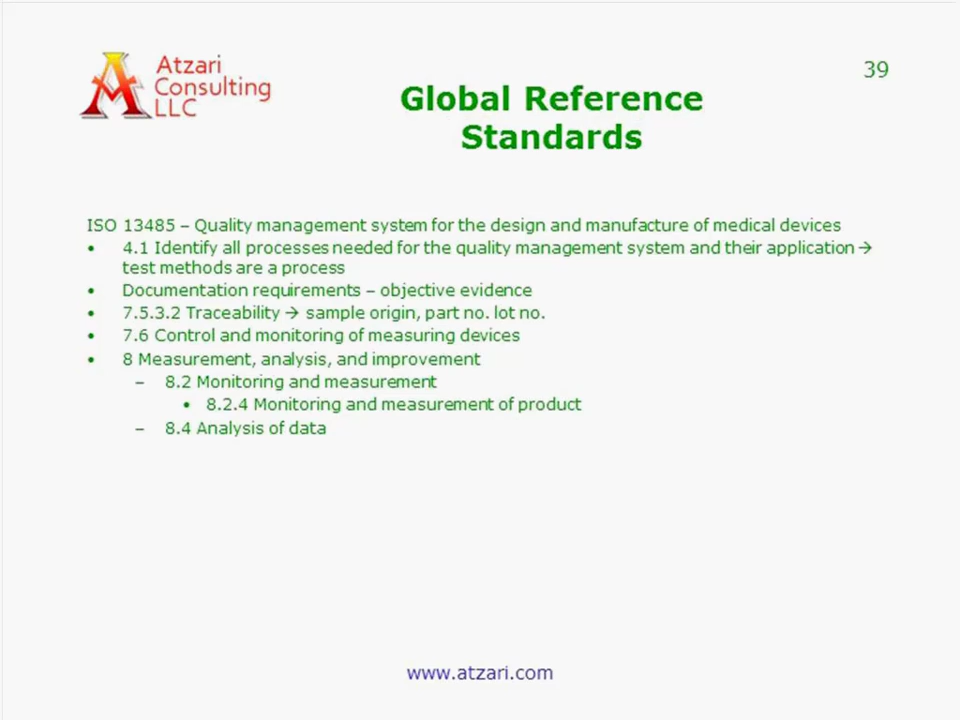 Atzari
Consulting
LLC
39
Global Reference
Standards
ISO 13485 – Quality management system for the design and manufacture of medical devices
• 4.1 Identify all processes needed for the quality management system and their application →
test methods are a process
• Documentation requirements – objective evidence
• 7.5.3.2 Traceability → sample origin, part no. lot no.
• 7.6 Control and monitoring of measuring devices
• 8 Measurement, analysis, and improvement
– 8.2 Monitoring and measurement
• 8.2.4 Monitoring and measurement of product
– 8.4 Analysis of data
www.atzari.com